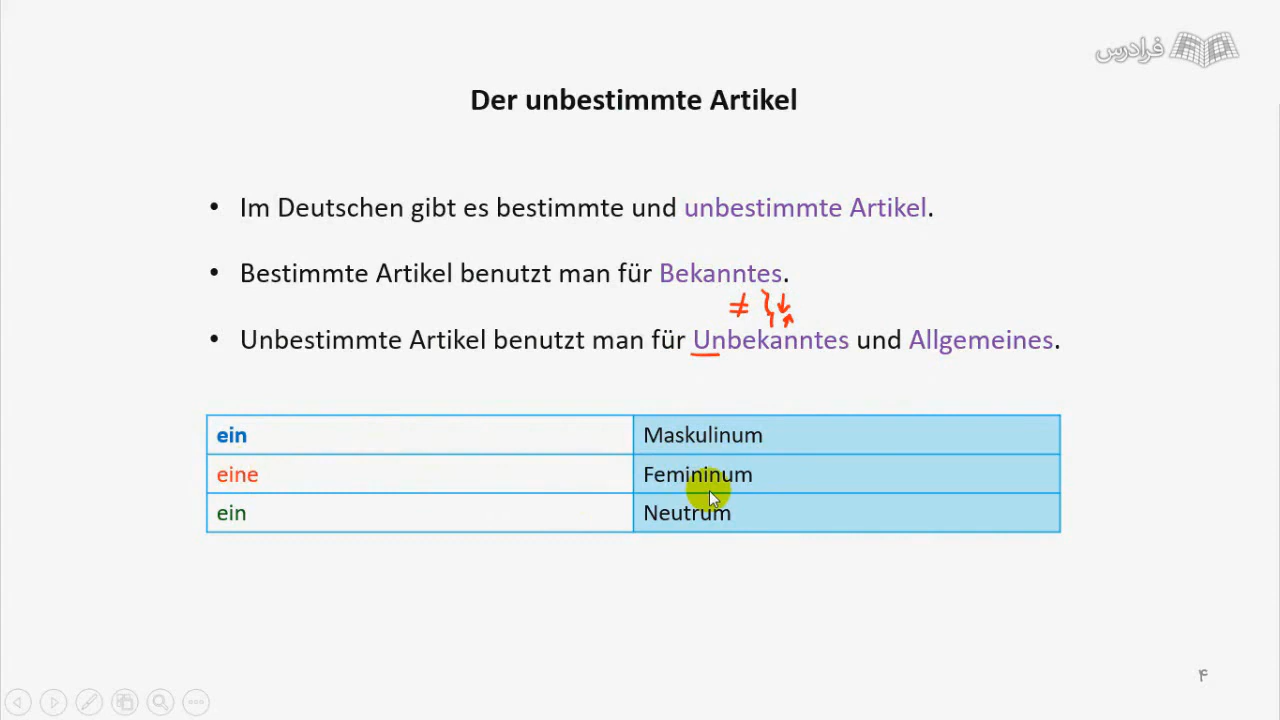 فرادرس
Der unbestimmte Artikel
• Im Deutschen gibt es bestimmte und unbestimmte Artikel.
• Bestimmte Artikel benutzt man für Bekanntes.
≠
• Unbestimmte Artikel benutzt man für Unbekanntes und Allgemeines.
ein Maskulinum
eine Femininum
ein Neutrum
۴